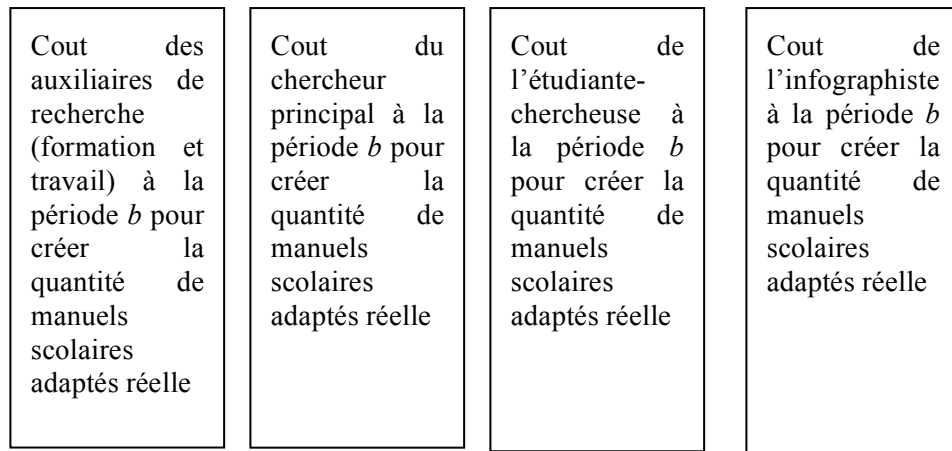 Cout des
auxiliaires de
recherche
(formation et
travail) à la
période b pour
créer la
quantité de
manuels
scolaires
adaptés réelle
Cout du
chercheur
principal à la
période b pour
créer la
quantité de
manuels
scolaires
adaptés réelle
Cout de
l’étudiante-
chercheuse à
la période b
pour créer la
quantité de
manuels
scolaires
adaptés réelle
Cout de
l’infographiste
à la période b
pour créer la
quantité de
manuels
scolaires
adaptés réelle